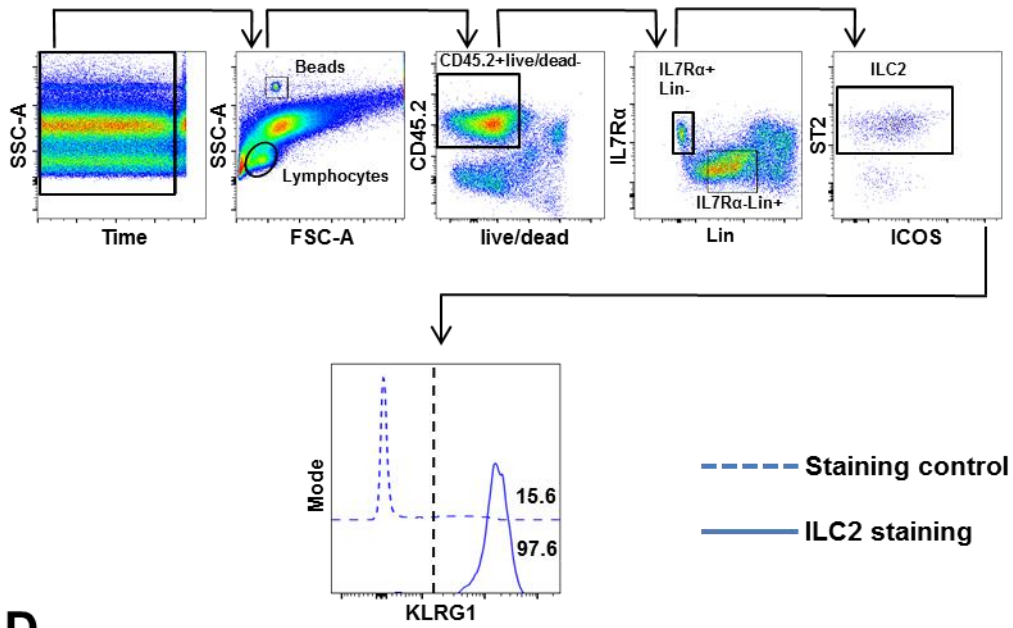 SSC-A
Time
Beads
Lymphocytes
SSC-A
FSC-A
CD45.2+live/dead-
CD45.2
live/dead
IL7Rα+
Lin-
IL7Rα-Lin+
IL7Rα
Lin
ILC2
ST2
ICOS
Mode
15.6
97.6
KLRG1
Staining control
ILC2 staining
D